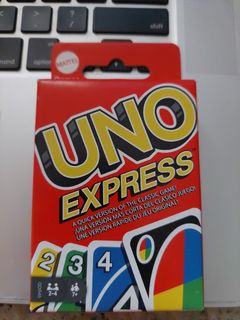 MATTEL
UNO
EXPRESS
A QUICK VERSION OF THE CLASSIC GAME!
UNA VERSIÓN MÁS CORTA DEL CLÁSICO JUEGO!
UNE VERSION RAPIDE DU JEU ORIGINAL!
2 3 4
2-4 7+